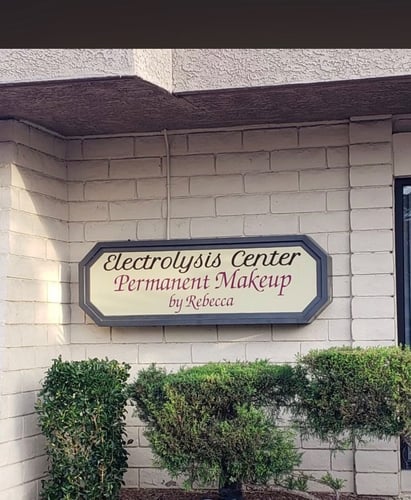 Electrolysis Center
Permanent Makeup
by Rebecca